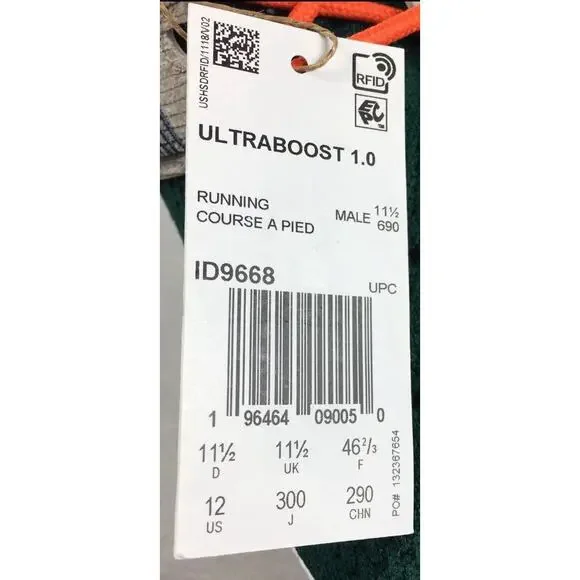 USHSDRFID/1118/V02
RFID
EPC™
ULTRABOOST 1.0
RUNNING
COURSE A PIED
MALE 11½
690
ID9668
UPC
1 96464 09005 0
11½ 11½ 46⅔
D UK F
12 300 290
US J CHN
PO# 132367654